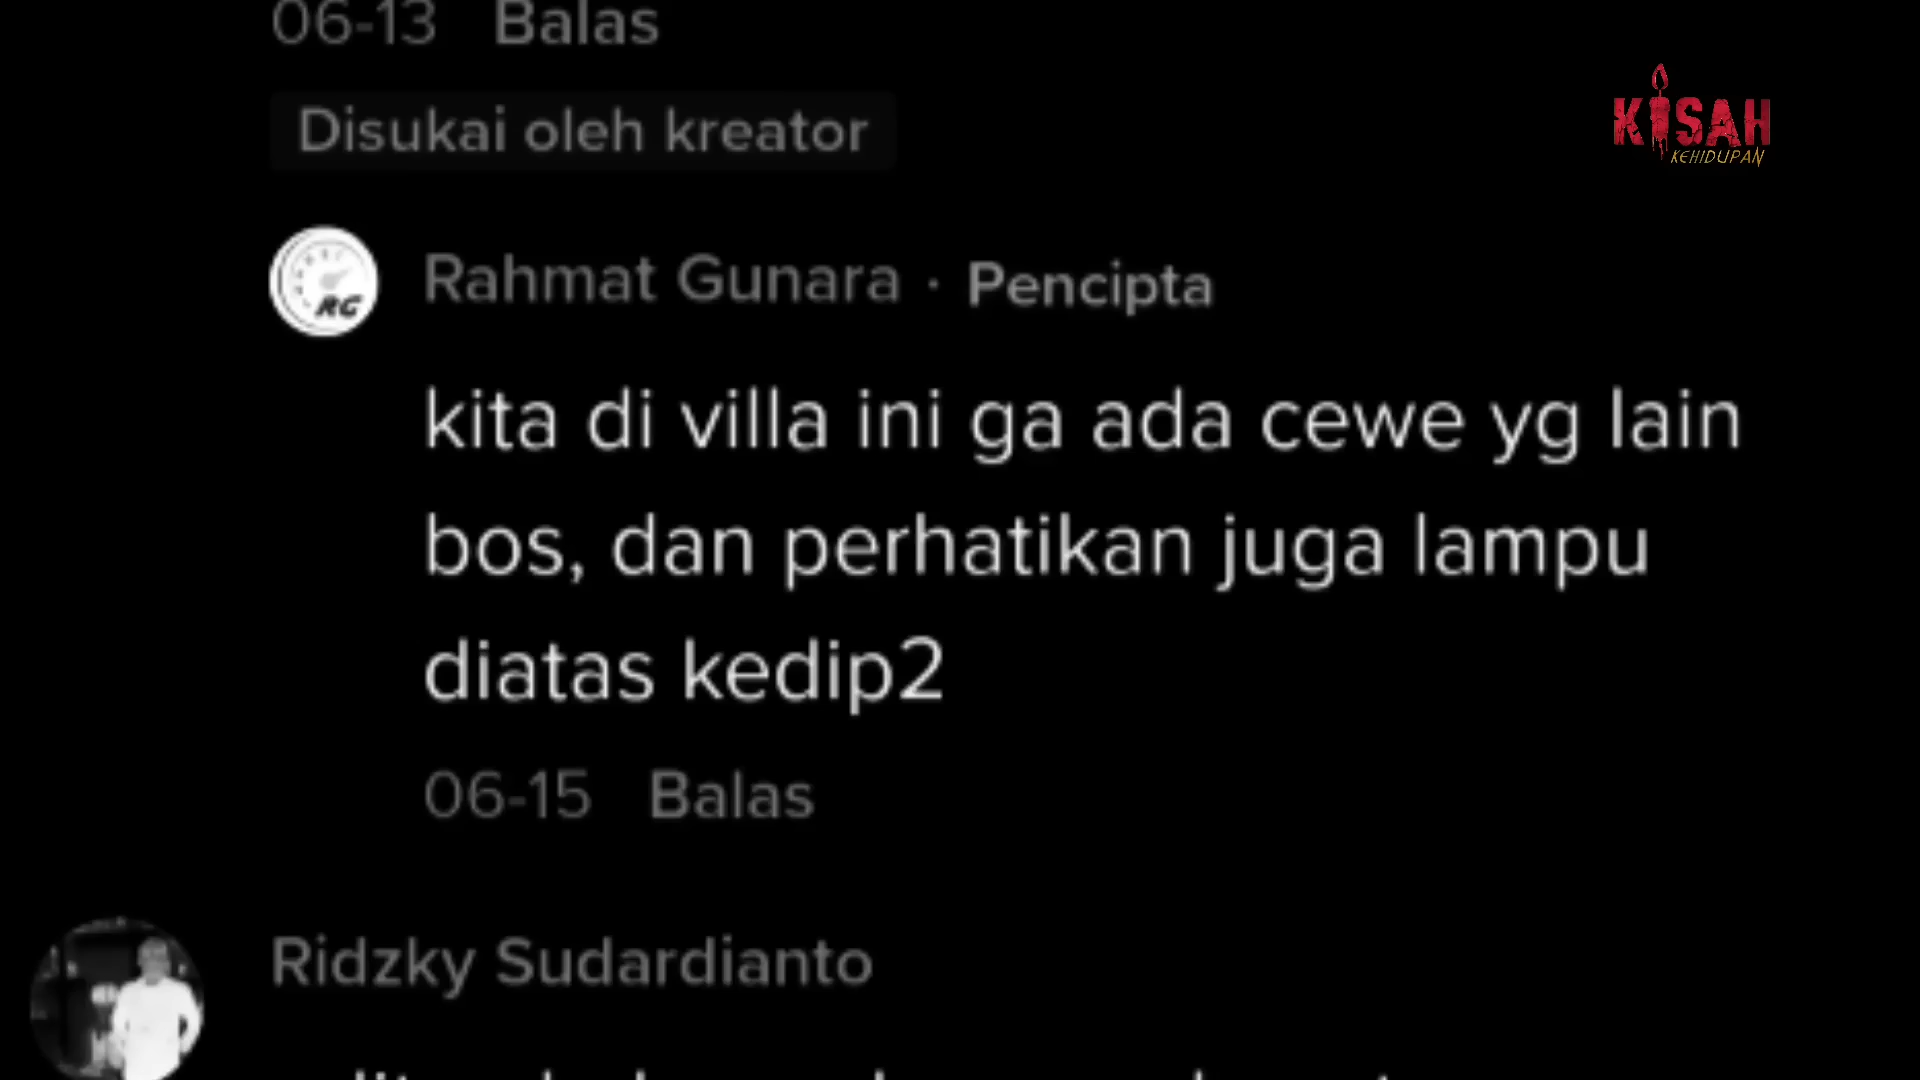 06-13 Balas
Disukai oleh kreator
KISAH
KEHIDUPAN
RG
Rahmat Gunara · Pencipta
kita di villa ini ga ada cewe yg lain
bos, dan perhatikan juga lampu
diatas kedip2
06-15 Balas
Ridzky Sudardianto